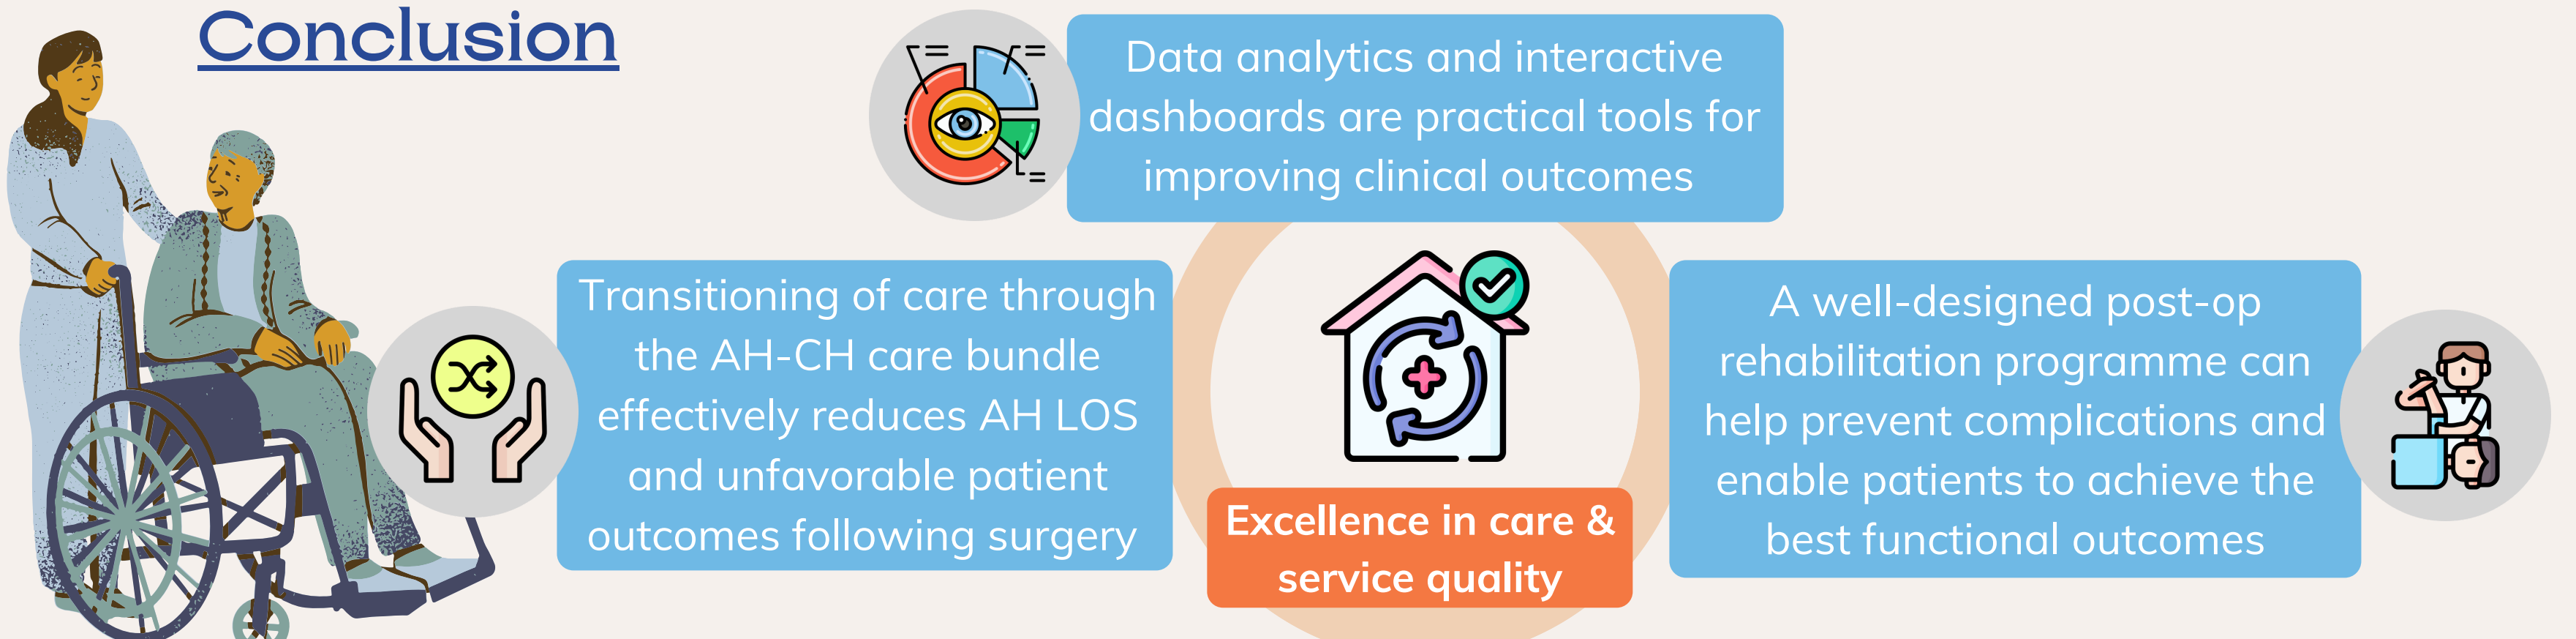 Conclusion
Data analytics and interactive
dashboards are practical tools for
improving clinical outcomes
Transitioning of care through
the AH-CH care bundle
effectively reduces AH LOS
and unfavorable patient
outcomes following surgery
Excellence in care &
service quality
A well-designed post-op
rehabilitation programme can
help prevent complications and
enable patients to achieve the
best functional outcomes